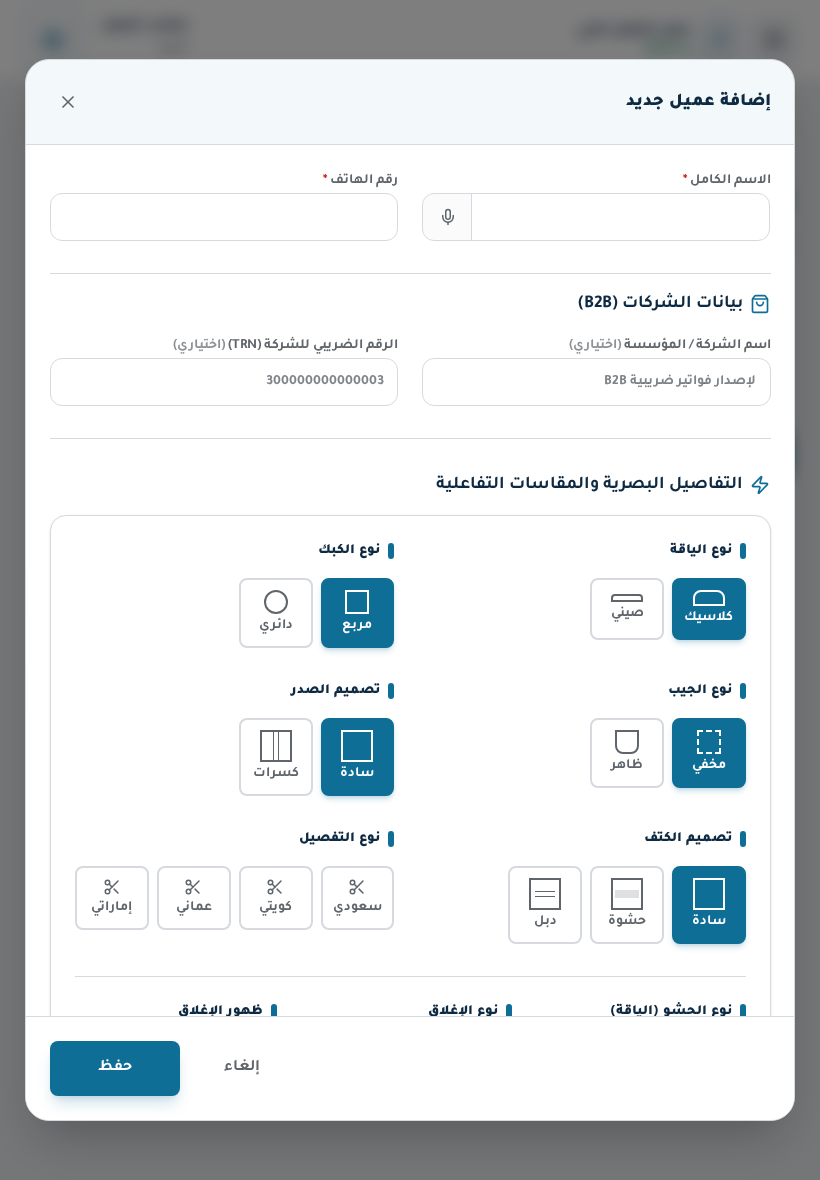 إضافة عميل جديد
الاسم الكامل *
رقم الهاتف *
بيانات الشركات (B2B)
اسم الشركة / المؤسسة (اختياري)
الرقم الضريبي للشركة (TRN) (اختياري)
لإصدار فواتير ضريبية B2B
300000000000003
التفاصيل البصرية والمقاسات التفاعلية
نوع الياقة
نوع الكبك
كلاسيك
صيني
مربع
دائري
نوع الجيب
تصميم الصدر
مخفي
ظاهر
سادة
كسرات
تصميم الكتف
نوع التفصيل
سادة
حشوة
دبل
سعودي
كويتي
عماني
إماراتي
نوع الحشو (الياقة)
نوع الإغلاق
ظهور الإغلاق
إلغاء
حفظ